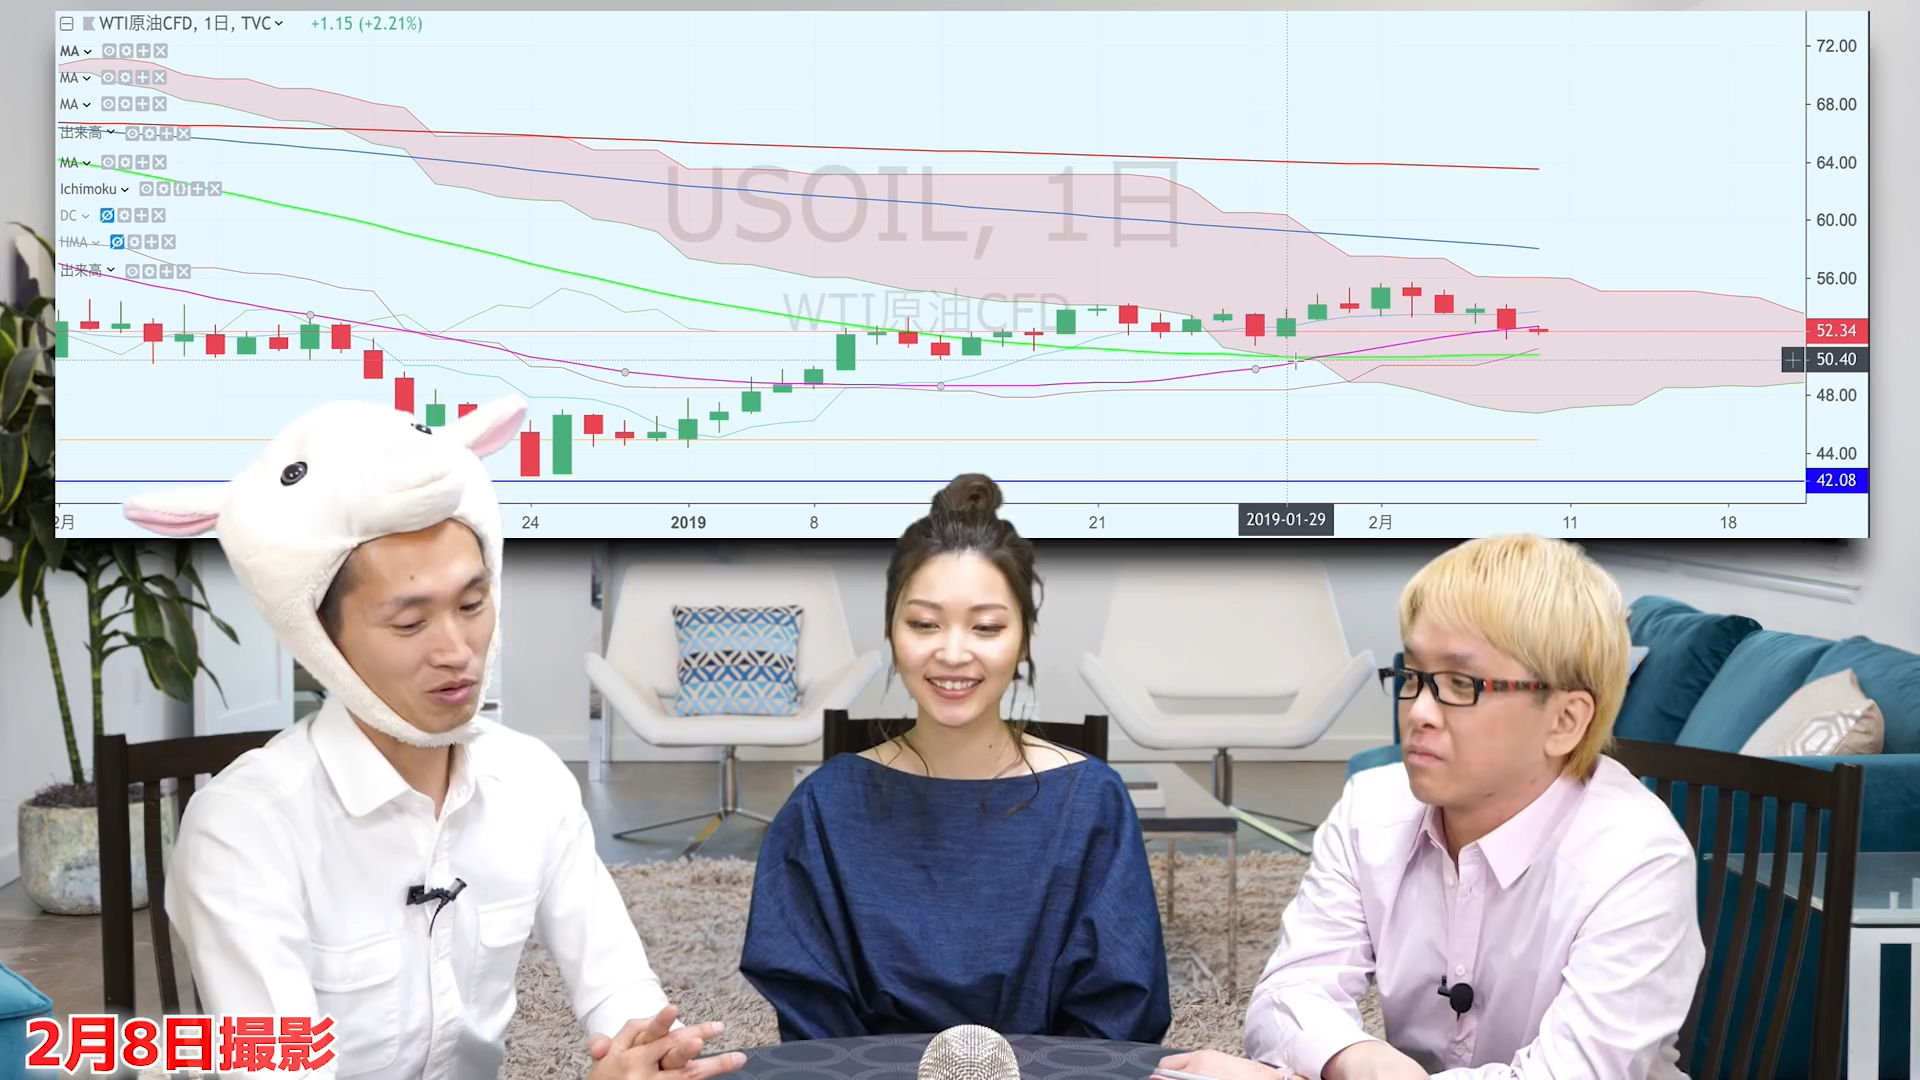 WTI原油CFD, 1日, TVC +1.15 (+2.21%)
MA
MA
MA
出来高
MA
Ichimoku
DC
HMA
出来高
USOIL, 1日
WTI原油CFD
72.00
68.00
64.00
60.00
56.00
52.34
50.40
48.00
44.00
42.08
2月 24 2019 8 21 2019-01-29 2月 11 18
2月8日撮影